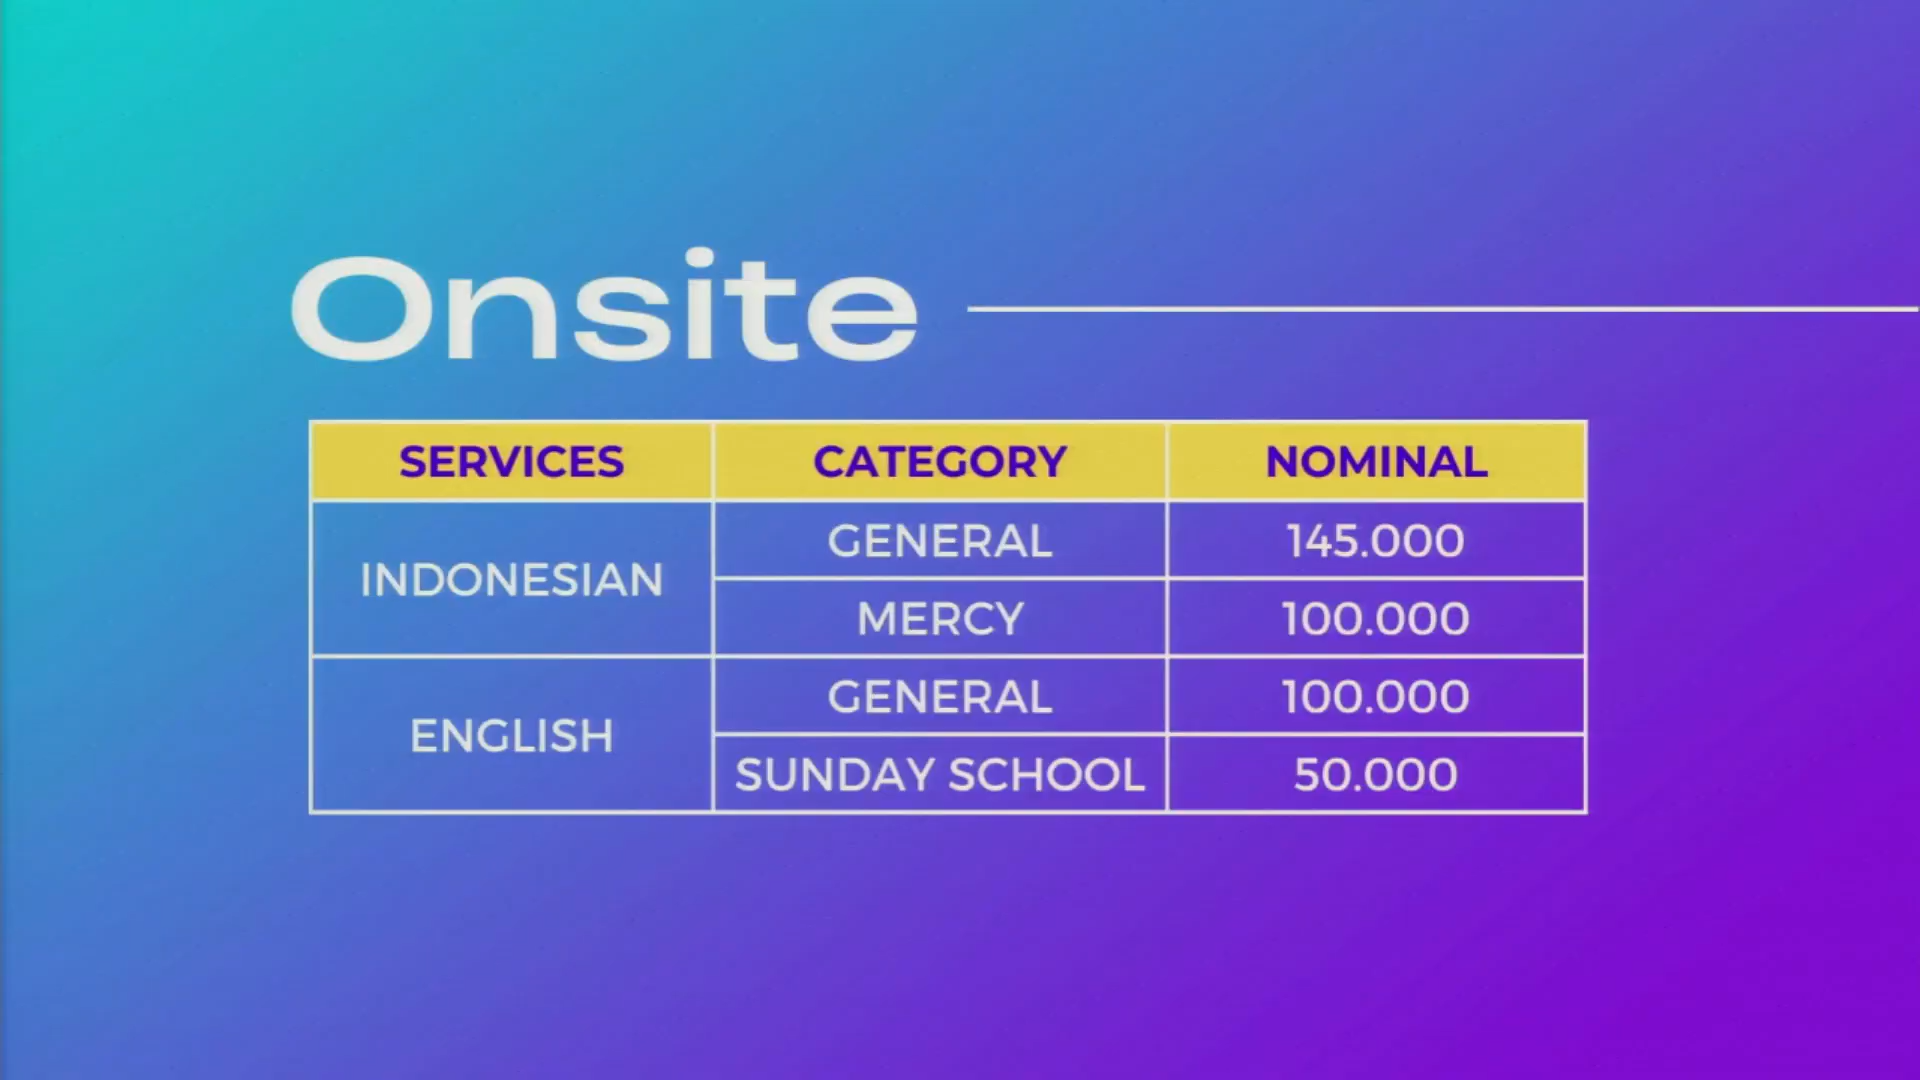 Onsite
SERVICES CATEGORY NOMINAL
INDONESIAN
GENERAL 145.000
MERCY 100.000
ENGLISH
GENERAL 100.000
SUNDAY SCHOOL 50.000